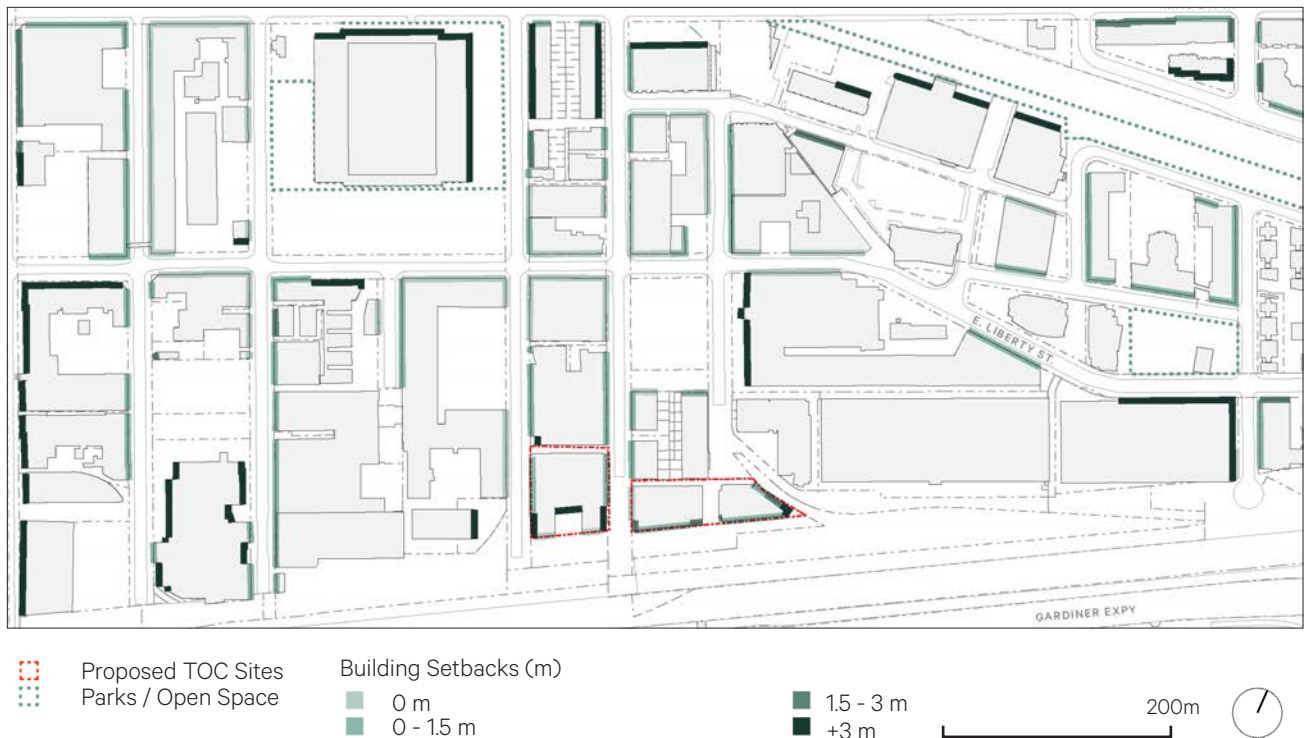 E. LIBERTY ST.
GARDINER EXPY
Proposed TOC Sites
Parks / Open Space
Building Setbacks (m)
0 m
0 - 1.5 m
1.5 - 3 m
+3 m
200m